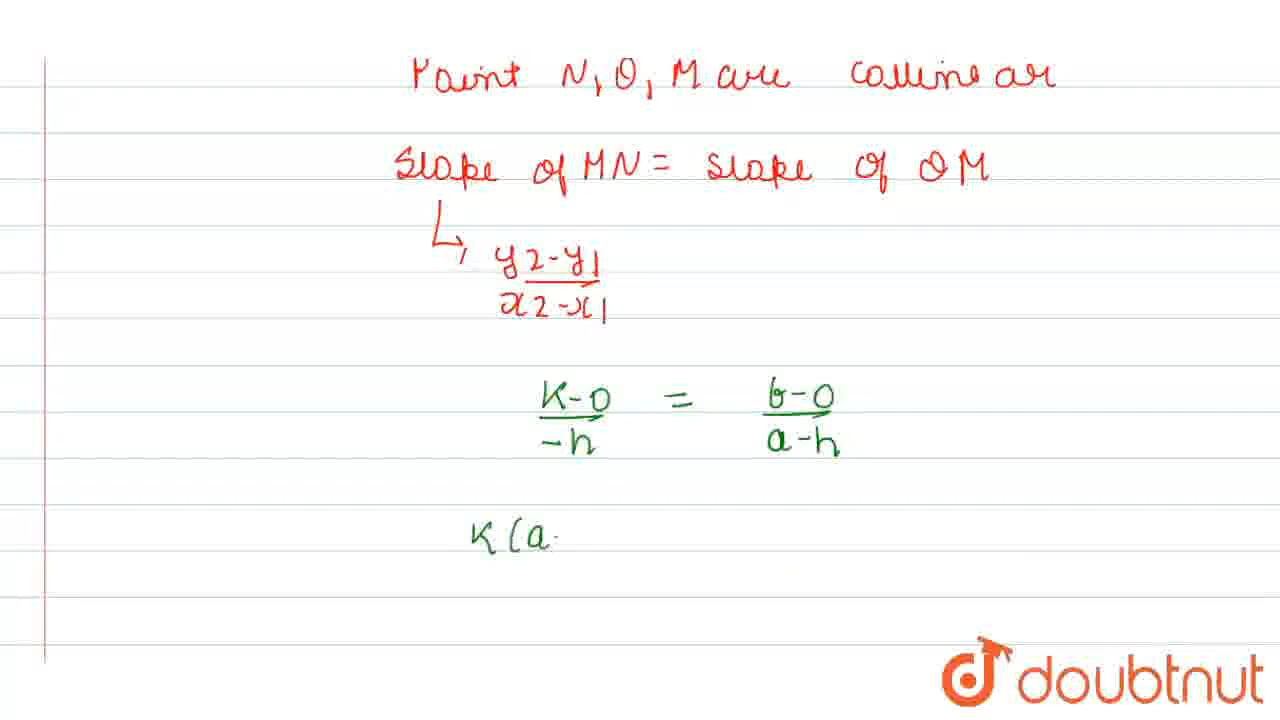 Point N, O, M are collinear
Slope of MN = Slope of OM
y2-y1
x2-x1
K-0 = b-0
-h a-h
K(a-
doubtnut